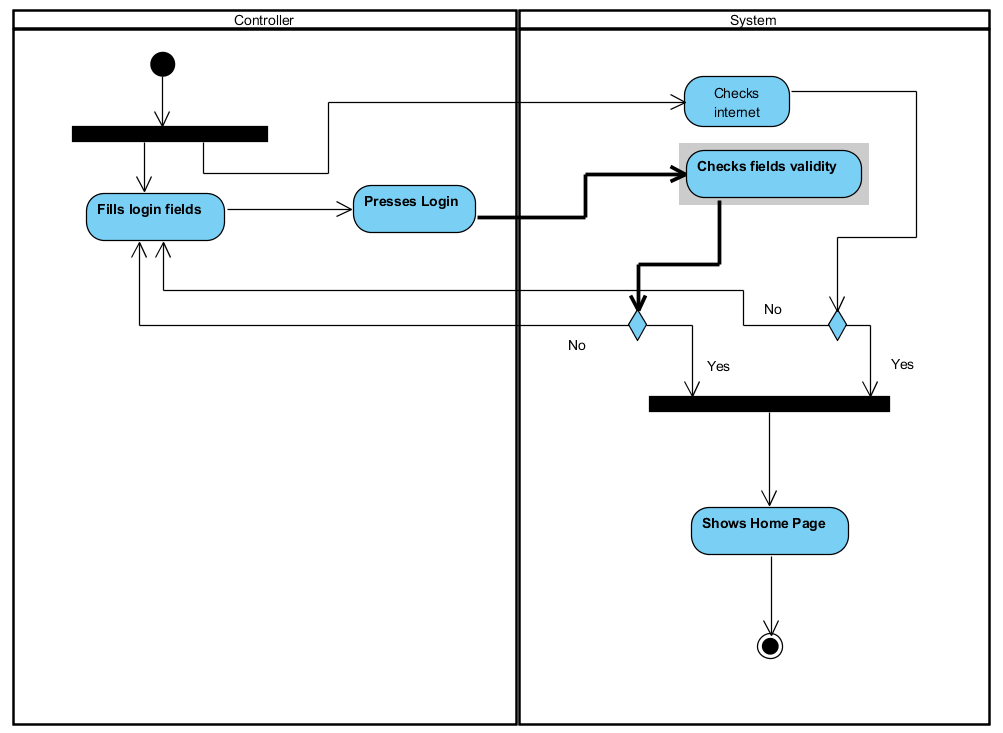 Controller
System
Checks
internet
Checks fields validity
Fills login fields
Presses Login
No
No
Yes
Yes
Shows Home Page